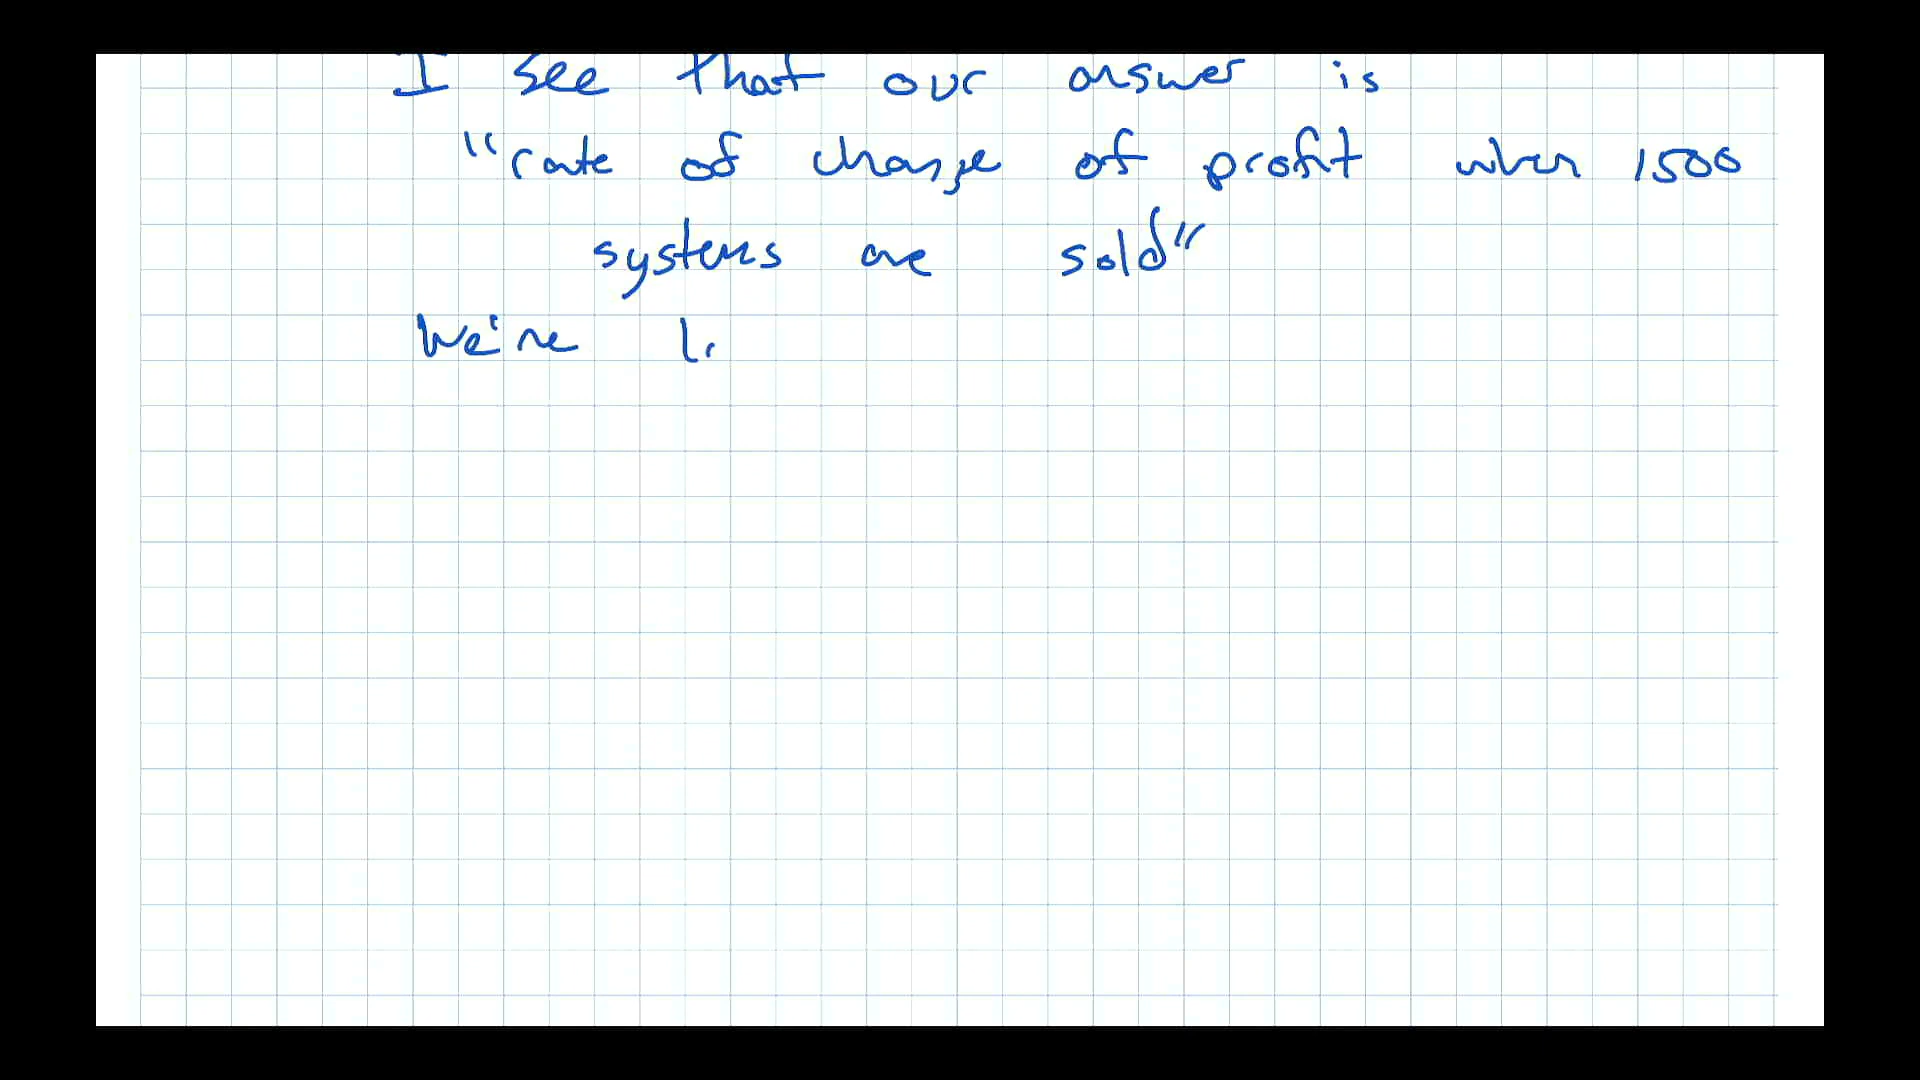 I see that our answer is
"rate of change of profit when 1500
systems are sold"
We're